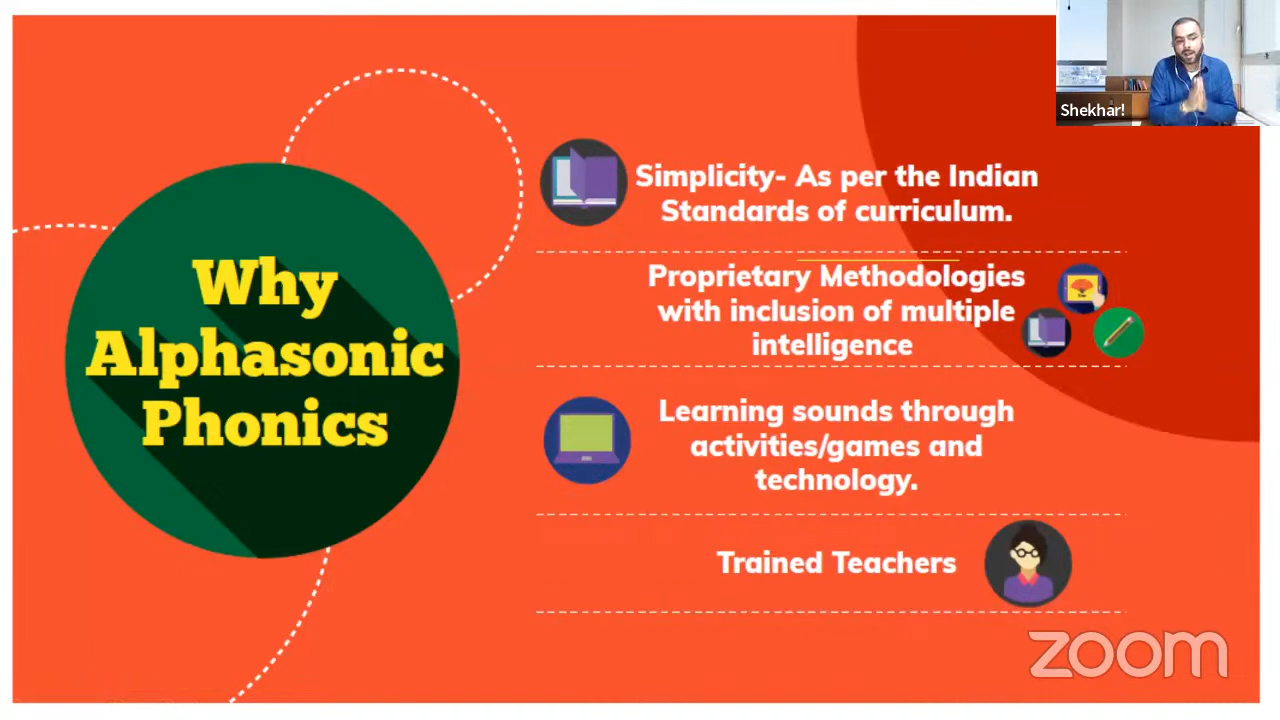 Shekhar!
Why
Alphasonic
Phonics
Simplicity- As per the Indian
Standards of curriculum.
Proprietary Methodologies
with inclusion of multiple
intelligence
Learning sounds through
activities/games and
technology.
Trained Teachers
zoom